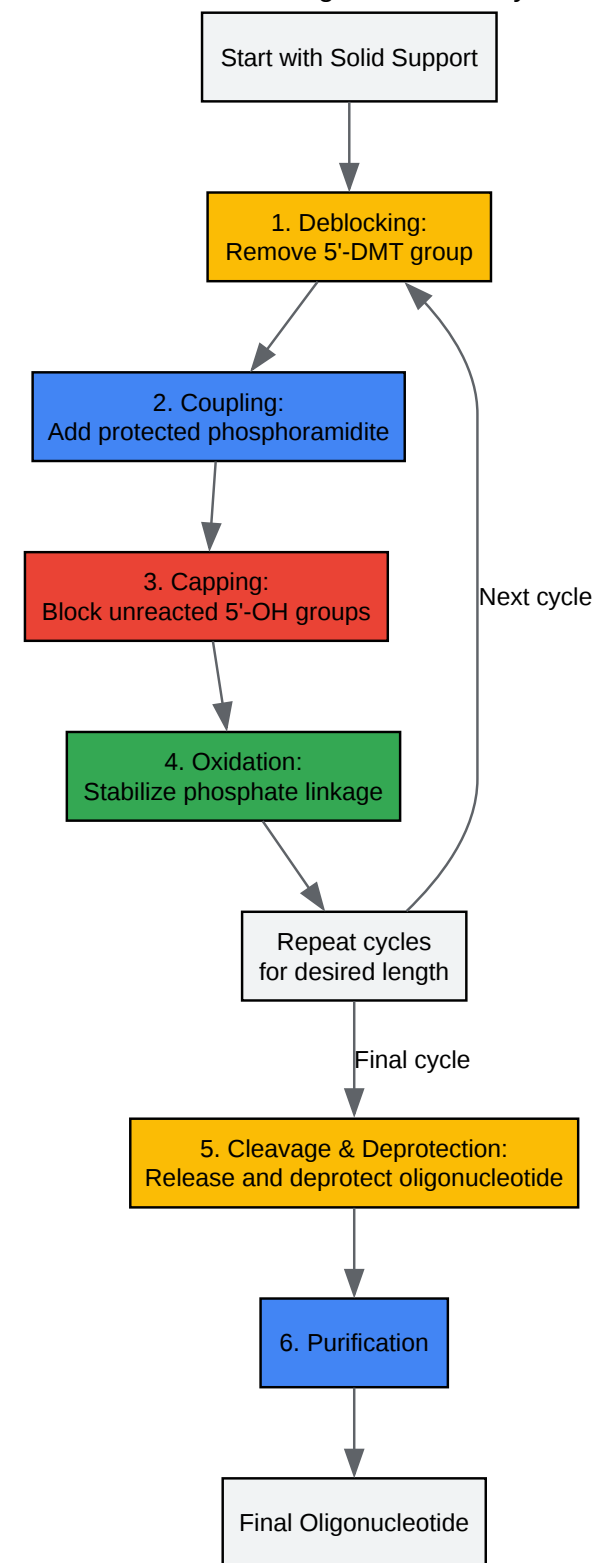 Start with Solid Support
1. Deblocking:
Remove 5'-DMT group
2. Coupling:
Add protected phosphoramidite
3. Capping:
Block unreacted 5'-OH groups
Next cycle
4. Oxidation:
Stabilize phosphate linkage
Repeat cycles
for desired length
Final cycle
5. Cleavage & Deprotection:
Release and deprotect oligonucleotide
6. Purification
Final Oligonucleotide